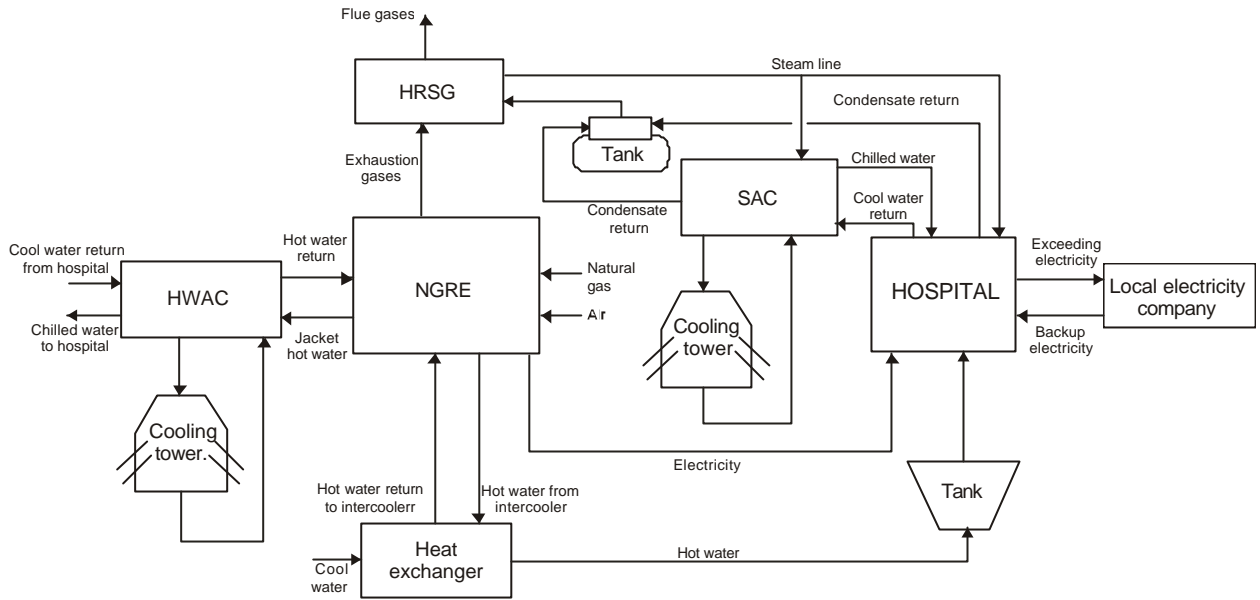 Flue gases
HRSG
Steam line
Condensate return
Tank
Exhaustion
gases
SAC
Chilled water
Cool water
return
Condensate
return
Cool water return
from hospital
Hot water
return
HWAC
NGRE
Natural
gas
Air
Chilled water
to hospital
Jacket
hot water
Cooling
tower
HOSPITAL
Exceeding
electricity
Local electricity
company
Backup
electricity
Cooling
tower.
Electricity
Hot water return
to intercoolerr
Hot water from
intercooler
Tank
Heat
exchanger
Cool
water
Hot water